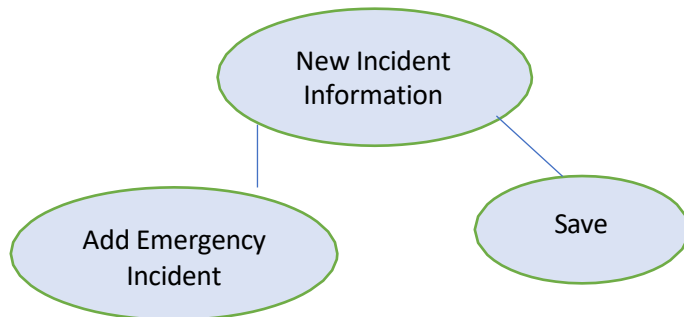 New Incident
Information
Add Emergency
Incident
Save